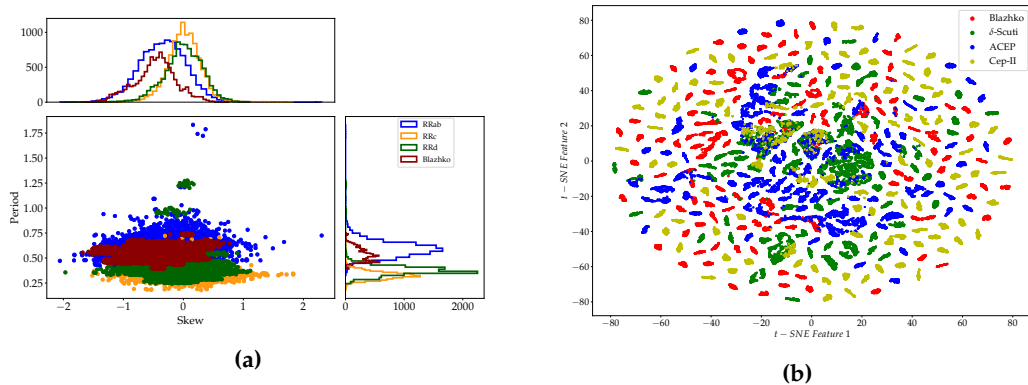 1000
500
0
1.75
1.50
1.25
1.00
0.75
0.50
0.25
Period
−2 −1 0 1 2
Skew
RRab
RRc
RRd
Blazhko
0 1000 2000
(a)
80
60
40
20
0
−20
−40
−60
−80
t − SNE Feature 2
Blazhko
δ-Scuti
ACEP
Cep-II
−80 −60 −40 −20 0 20 40 60 80
t − SNE Feature 1
(b)